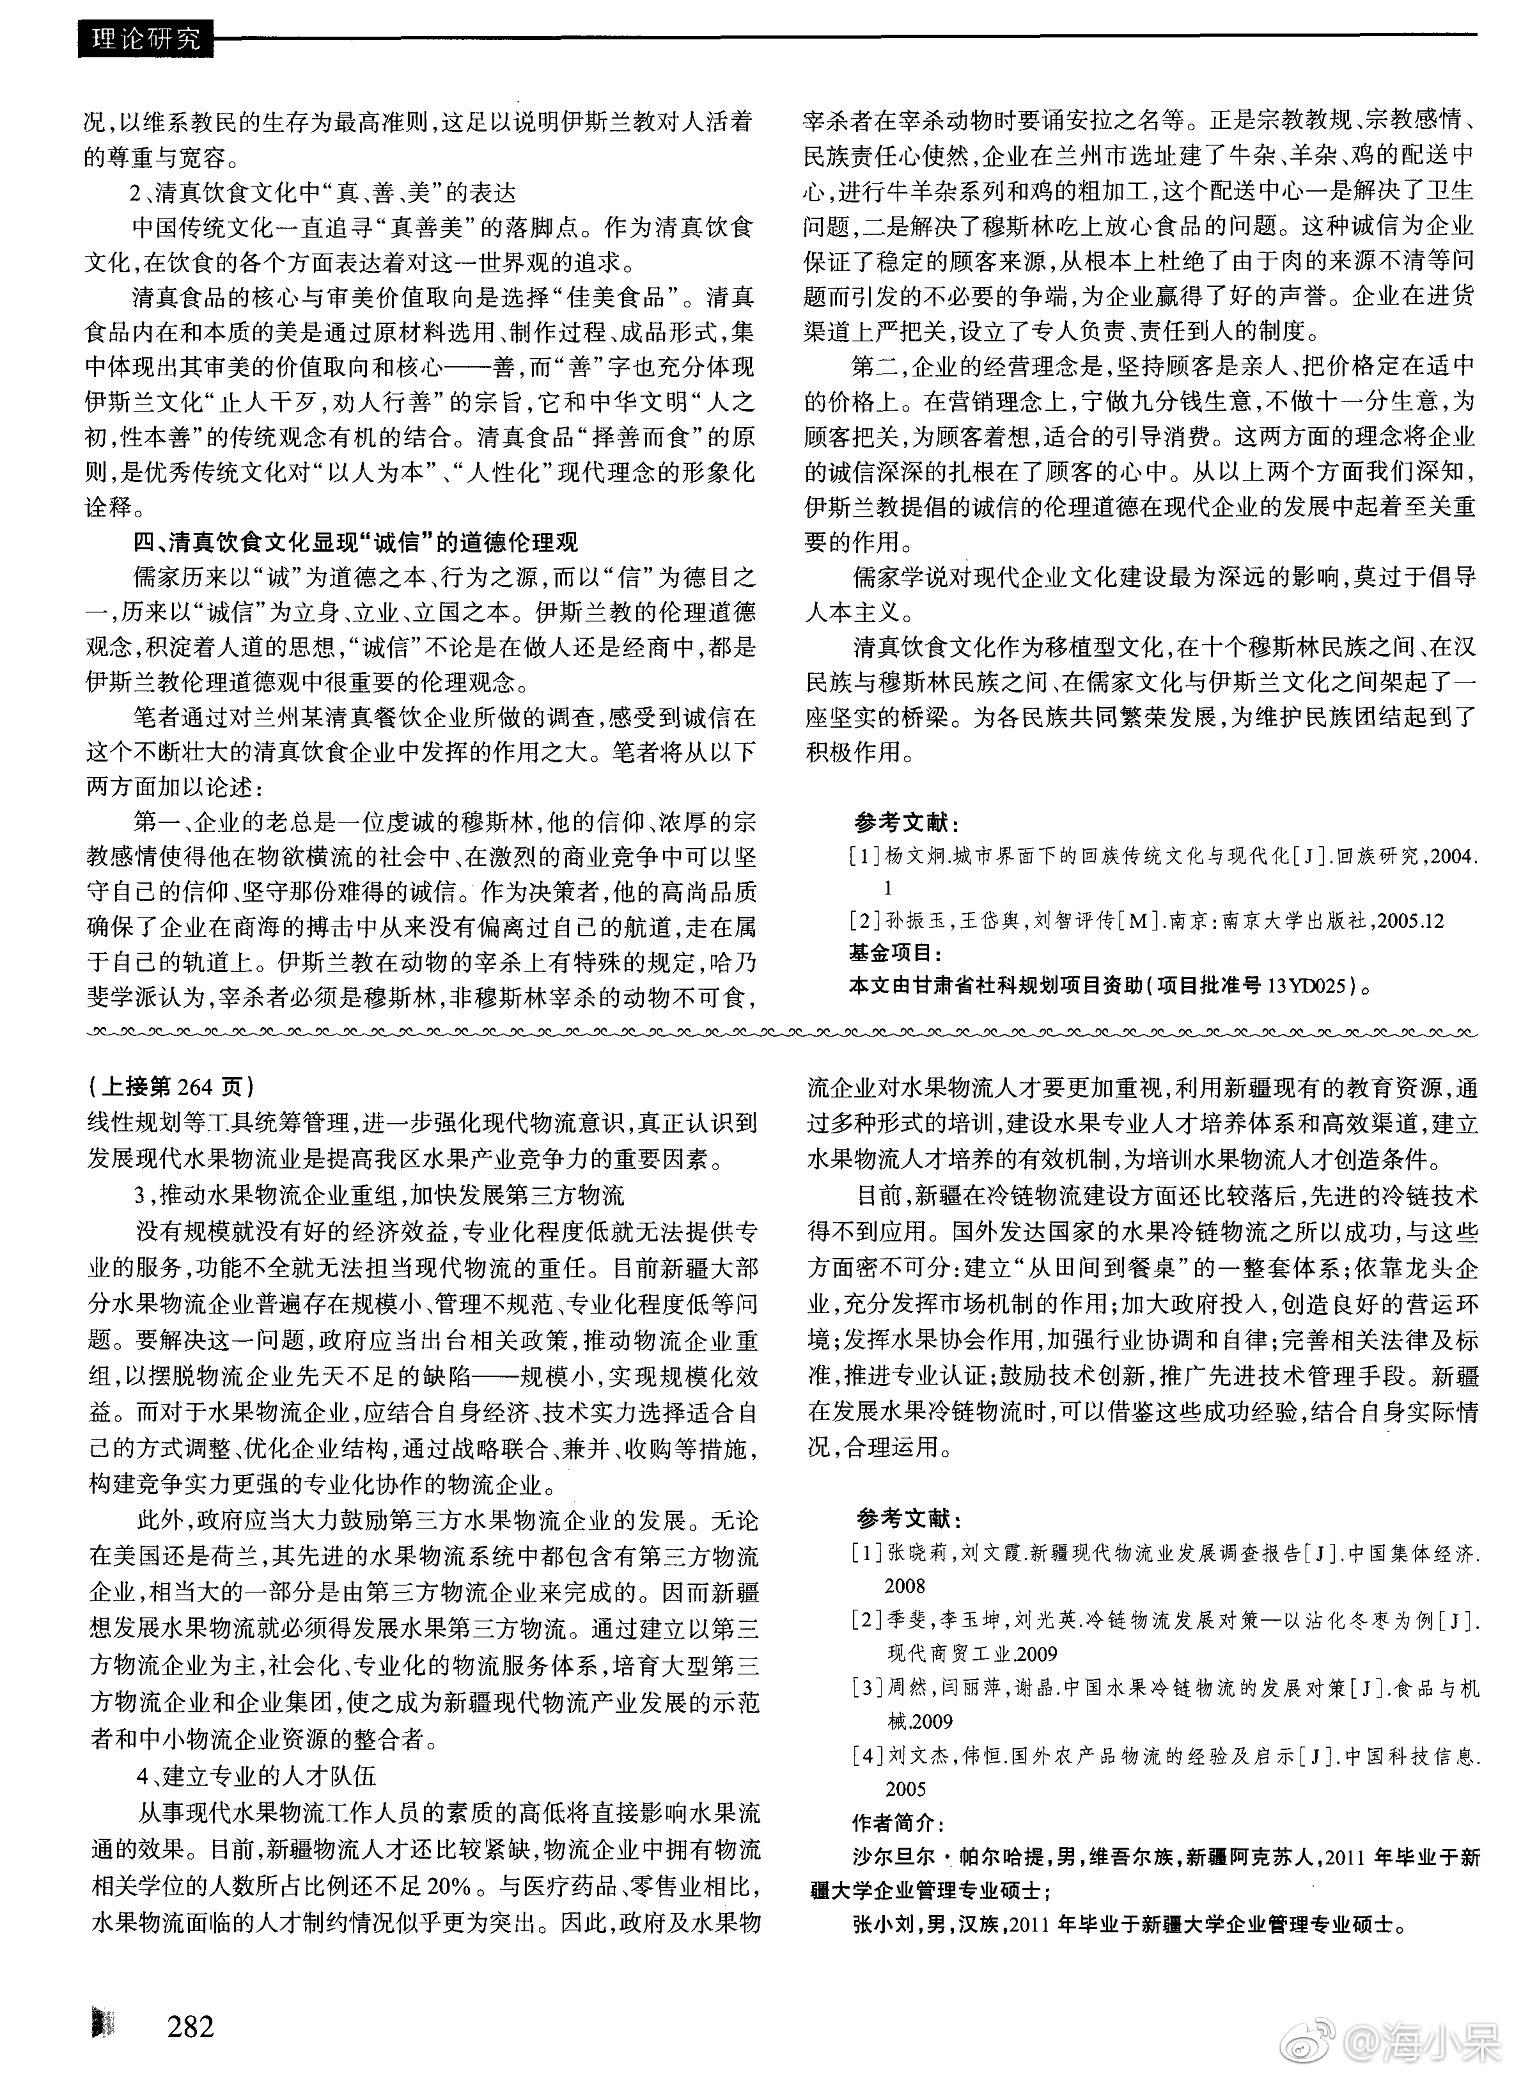 理论研究
况,以维系教民的生存为最高准则,这足以说明伊斯兰教对人活着
的尊重与宽容。
2、清真饮食文化中“真、善、美”的表达
中国传统文化一直追寻“真善美”的落脚点。作为清真饮食
文化,在饮食的各个方面表达着对这一世界观的追求。
清真食品的核心与审美价值取向是选择“佳美食品”。清真
食品内在和本质的美是通过原材料选用、制作过程、成品形式,集
中体现出其审美的价值取向和核心——善,而“善”字也充分体现
伊斯兰文化“止人干歹,劝人行善”的宗旨,它和中华文明“人之
初,性本善”的传统观念有机的结合。清真食品“择善而食”的原
则,是优秀传统文化对“以人为本”、“人性化”现代理念的形象化
诠释。
四、清真饮食文化显现“诚信”的道德伦理观
儒家历来以“诚”为道德之本、行为之源,而以“信”为德目之
一,历来以“诚信”为立身、立业、立国之本。伊斯兰教的伦理道德
观念,积淀着人道的思想,“诚信”不论是在做人还是经商中,都是
伊斯兰教伦理道德观中很重要的伦理观念。
笔者通过对兰州某清真餐饮企业所做的调查,感受到诚信在
这个不断壮大的清真饮食企业中发挥的作用之大。笔者将从以下
两方面加以论述:
第一、企业的老总是一位虔诚的穆斯林,他的信仰、浓厚的宗
教感情使得他在物欲横流的社会中、在激烈的商业竞争中可以坚
守自己的信仰、坚守那份难得的诚信。作为决策者,他的高尚品质
确保了企业在商海的搏击中从来没有偏离过自己的航道,走在属
于自己的轨道上。伊斯兰教在动物的宰杀上有特殊的规定,哈乃
斐学派认为,宰杀者必须是穆斯林,非穆斯林宰杀的动物不可食,
宰杀者在宰杀动物时要诵安拉之名等。正是宗教教规、宗教感情、
民族责任心使然,企业在兰州市选址建了牛杂、羊杂、鸡的配送中
心,进行牛羊杂系列和鸡的粗加工,这个配送中心一是解决了卫生
问题,二是解决了穆斯林吃上放心食品的问题。这种诚信为企业
保证了稳定的顾客来源,从根本上杜绝了由于肉的来源不清等问
题而引发的不必要的争端,为企业赢得了好的声誉。企业在进货
渠道上严把关,设立了专人负责、责任到人的制度。
第二,企业的经营理念是,坚持顾客是亲人、把价格定在适中
的价格上。在营销理念上,宁做九分钱生意,不做十一分生意,为
顾客把关,为顾客着想,适合的引导消费。这两方面的理念将企业
的诚信深深的扎根在了顾客的心中。从以上两个方面我们深知,
伊斯兰教提倡的诚信的伦理道德在现代企业的发展中起着至关重
要的作用。
儒家学说对现代企业文化建设最为深远的影响,莫过于倡导
人本主义。
清真饮食文化作为移植型文化,在十个穆斯林民族之间、在汉
民族与穆斯林民族之间、在儒家文化与伊斯兰文化之间架起了一
座坚实的桥梁。为各民族共同繁荣发展,为维护民族团结起到了
积极作用。
参考文献:
[1]杨文炯.城市界面下的回族传统文化与现代化[J].回族研究,2004.
1
[2]孙振玉,王岱舆,刘智评传[M].南京:南京大学出版社,2005.12
基金项目:
本文由甘肃省社科规划项目资助(项目批准号13YD025)。
(上接第264页)
线性规划等工具统筹管理,进一步强化现代物流意识,真正认识到
发展现代水果物流业是提高我区水果产业竞争力的重要因素。
3,推动水果物流企业重组,加快发展第三方物流
没有规模就没有好的经济效益,专业化程度低就无法提供专
业的服务,功能不全就无法担当现代物流的重任。目前新疆大部
分水果物流企业普遍存在规模小、管理不规范、专业化程度低等问
题。要解决这一问题,政府应当出台相关政策,推动物流企业重
组,以摆脱物流企业先天不足的缺陷——规模小,实现规模化效
益。而对于水果物流企业,应结合自身经济、技术实力选择适合自
己的方式调整、优化企业结构,通过战略联合、兼并、收购等措施,
构建竞争实力更强的专业化协作的物流企业。
此外,政府应当大力鼓励第三方水果物流企业的发展。无论
在美国还是荷兰,其先进的水果物流系统中都包含有第三方物流
企业,相当大的一部分是由第三方物流企业来完成的。因而新疆
想发展水果物流就必须得发展水果第三方物流。通过建立以第三
方物流企业为主,社会化、专业化的物流服务体系,培育大型第三
方物流企业和企业集团,使之成为新疆现代物流产业发展的示范
者和中小物流企业资源的整合者。
4、建立专业的人才队伍
从事现代水果物流工作人员的素质的高低将直接影响水果流
通的效果。目前,新疆物流人才还比较紧缺,物流企业中拥有物流
相关学位的人数所占比例还不足20%。与医疗药品、零售业相比,
水果物流面临的人才制约情况似乎更为突出。因此,政府及水果物
流企业对水果物流人才要更加重视,利用新疆现有的教育资源,通
过多种形式的培训,建设水果专业人才培养体系和高效渠道,建立
水果物流人才培养的有效机制,为培训水果物流人才创造条件。
目前,新疆在冷链物流建设方面还比较落后,先进的冷链技术
得不到应用。国外发达国家的水果冷链物流之所以成功,与这些
方面密不可分:建立“从田间到餐桌”的一整套体系;依靠龙头企
业,充分发挥市场机制的作用;加大政府投入,创造良好的营运环
境;发挥水果协会作用,加强行业协调和自律;完善相关法律及标
准,推进专业认证;鼓励技术创新,推广先进技术管理手段。新疆
在发展水果冷链物流时,可以借鉴这些成功经验,结合自身实际情
况,合理运用。
参考文献:
[1]张晓莉,刘文霞.新疆现代物流业发展调查报告[J].中国集体经济.
2008
[2]季斐,李玉坤,刘光英.冷链物流发展对策—以沾化冬枣为例[J].
现代商贸工业.2009
[3]周然,闫丽萍,谢晶.中国水果冷链物流的发展对策[J].食品与机
械.2009
[4]刘文杰,伟恒.国外农产品物流的经验及启示[J].中国科技信息.
2005
作者简介:
沙尔旦尔·帕尔哈提,男,维吾尔族,新疆阿克苏人,2011年毕业于新
疆大学企业管理专业硕士;
张小刘,男,汉族,2011年毕业于新疆大学企业管理专业硕士。
282
@海小呆